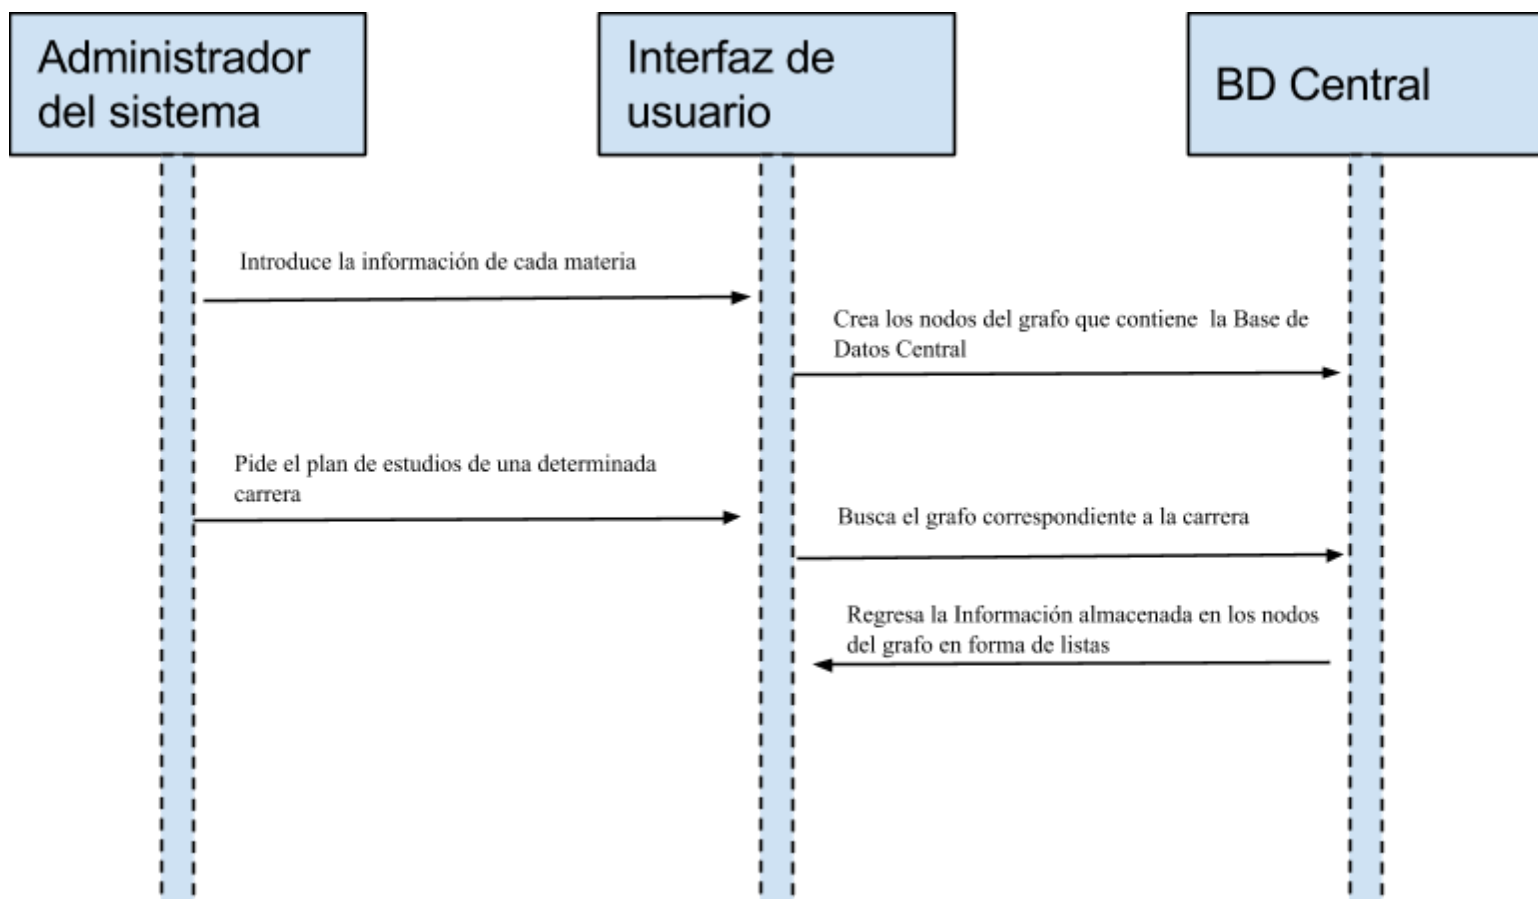 Administrador
del sistema
Interfaz de
usuario
BD Central
Introduce la información de cada materia
Crea los nodos del grafo que contiene  la Base de
Datos Central
Pide el plan de estudios de una determinada
carrera
Busca el grafo correspondiente a la carrera
Regresa la Información almacenada en los nodos
del grafo en forma de listas